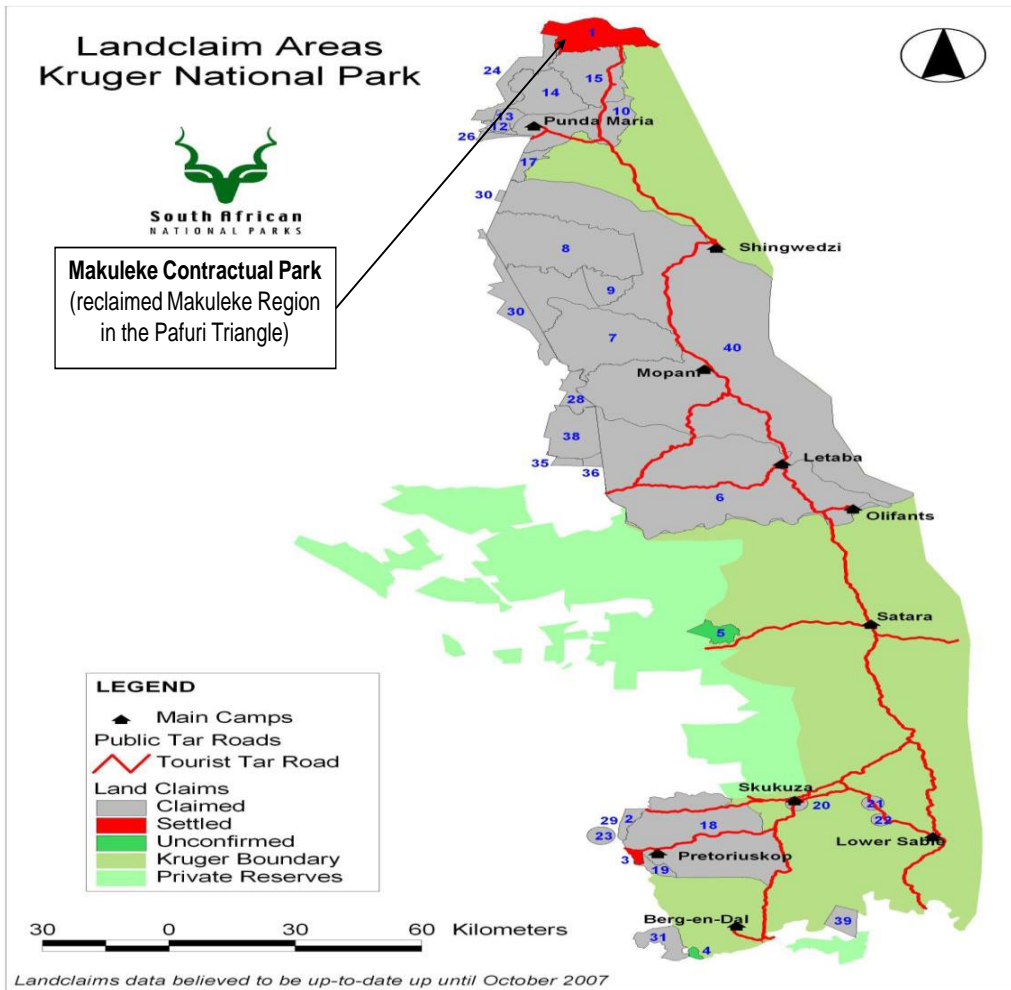 Landclaim Areas
Kruger National Park
South African
NATIONAL PARKS
Makuleke Contractual Park
(reclaimed Makuleke Region
in the Pafuri Triangle)
1
24
15
14
13
10
12
Punda Maria
26
17
30
Shingwedzi
8
9
30
7
40
Mopani
28
38
Letaba
35
36
6
Olifants
Satara
5
LEGEND
Main Camps
Public Tar Roads
Tourist Tar Road
Land Claims
Claimed
Settled
Unconfirmed
Kruger Boundary
Private Reserves
Skukuza
20
21
29
2
18
22
23
Lower Sabie
3
Pretoriuskop
19
Berg-en-Dal
39
31
4
30 0 30 60 Kilometers
Landclaims data believed to be up-to-date up until October 2007